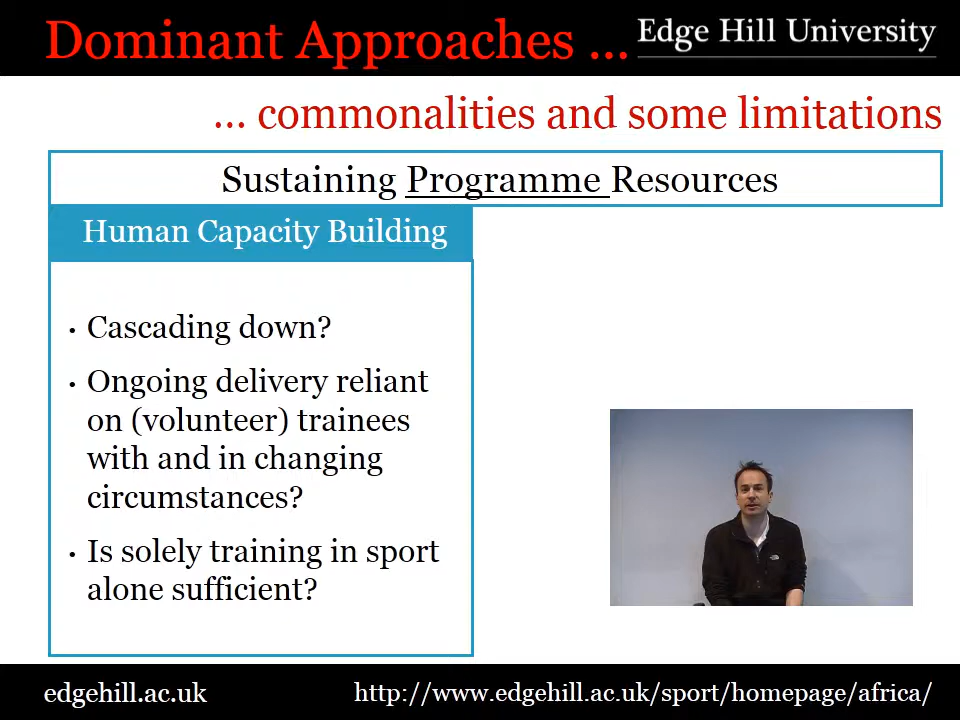 Dominant Approaches ...
Edge Hill University
... commonalities and some limitations
Sustaining Programme Resources
Human Capacity Building
• Cascading down?
• Ongoing delivery reliant
on (volunteer) trainees
with and in changing
circumstances?
• Is solely training in sport
alone sufficient?
edgehill.ac.uk
http://www.edgehill.ac.uk/sport/homepage/africa/